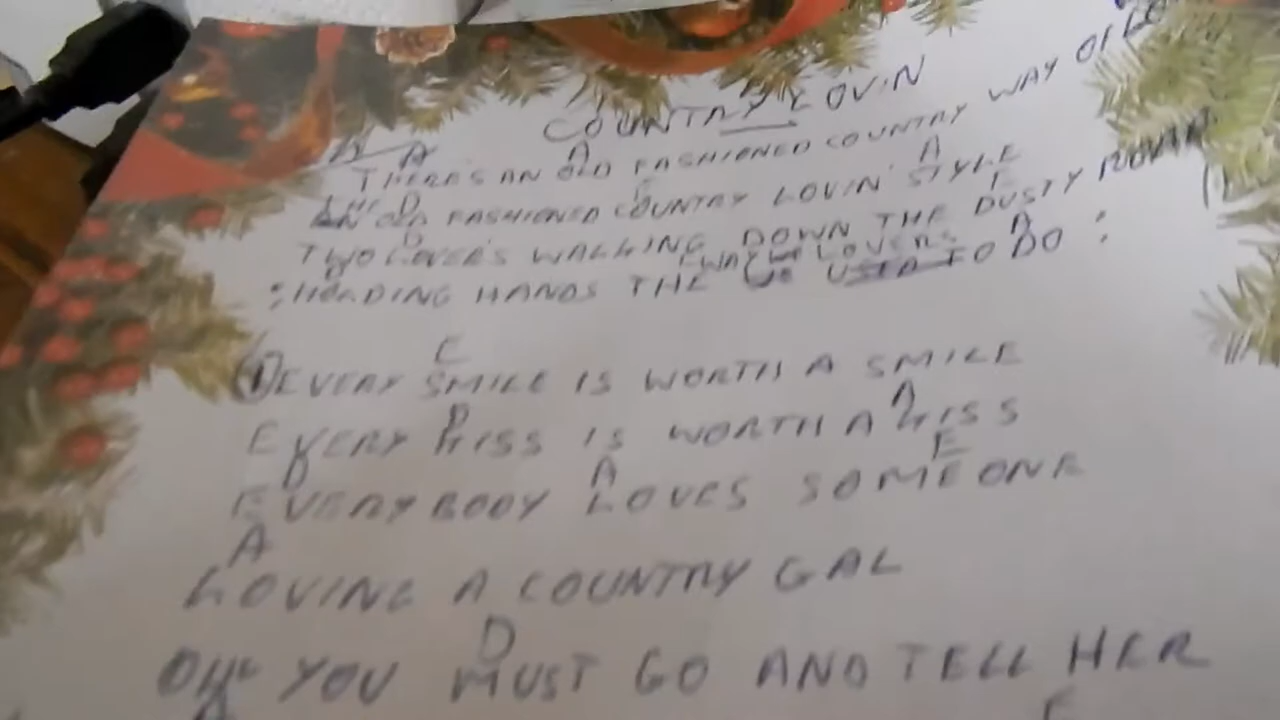 COUNTRY LOVIN
A A
THERES AN OLD FASHIONED COUNTRY WAY OF
D E A
AN OLD FASHIONED COUNTRY LOVIN' STYLE
D E
TWO LOVERS WALKING DOWN THE DUSTY
WAY LOVERS A
HOLDING HANDS THE TO DO :
E
EVERY SMILE IS WORTH A SMILE
D A
EVERY KISS IS WORTH A KISS
D A E
EVERYBODY LOVES SOMEONE
A
LOVING A COUNTRY GAL
D
OH YOU MUST GO AND TELL HER
A E